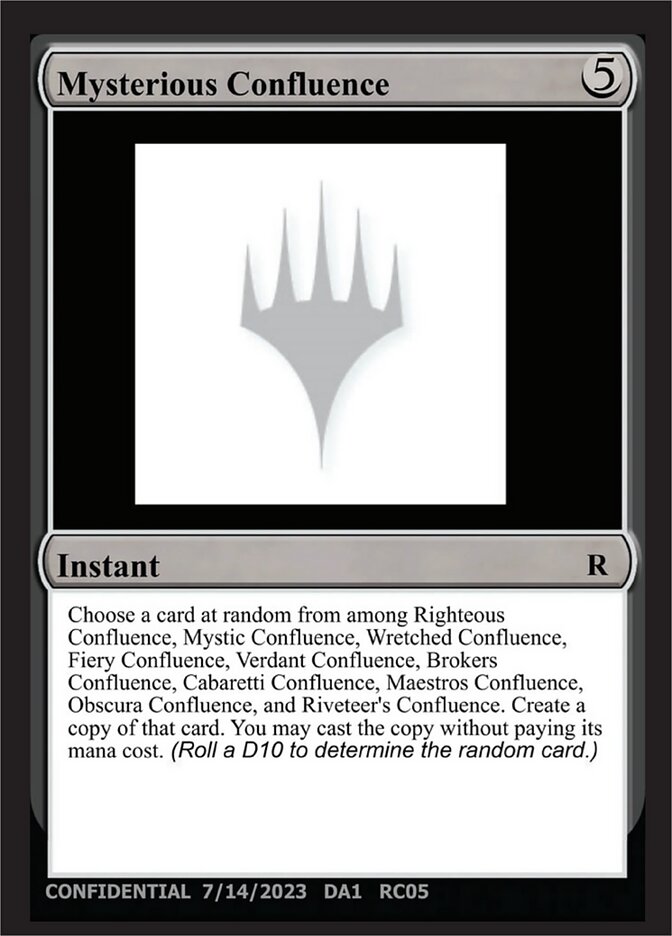 Mysterious Confluence
5
Instant
R
Choose a card at random from among Righteous
Confluence, Mystic Confluence, Wretched Confluence,
Fiery Confluence, Verdant Confluence, Brokers
Confluence, Cabaretti Confluence, Maestros Confluence,
Obscura Confluence, and Riveteer's Confluence. Create a
copy of that card. You may cast the copy without paying its
mana cost. (Roll a D10 to determine the random card.)
CONFIDENTIAL 7/14/2023 DA1 RC05